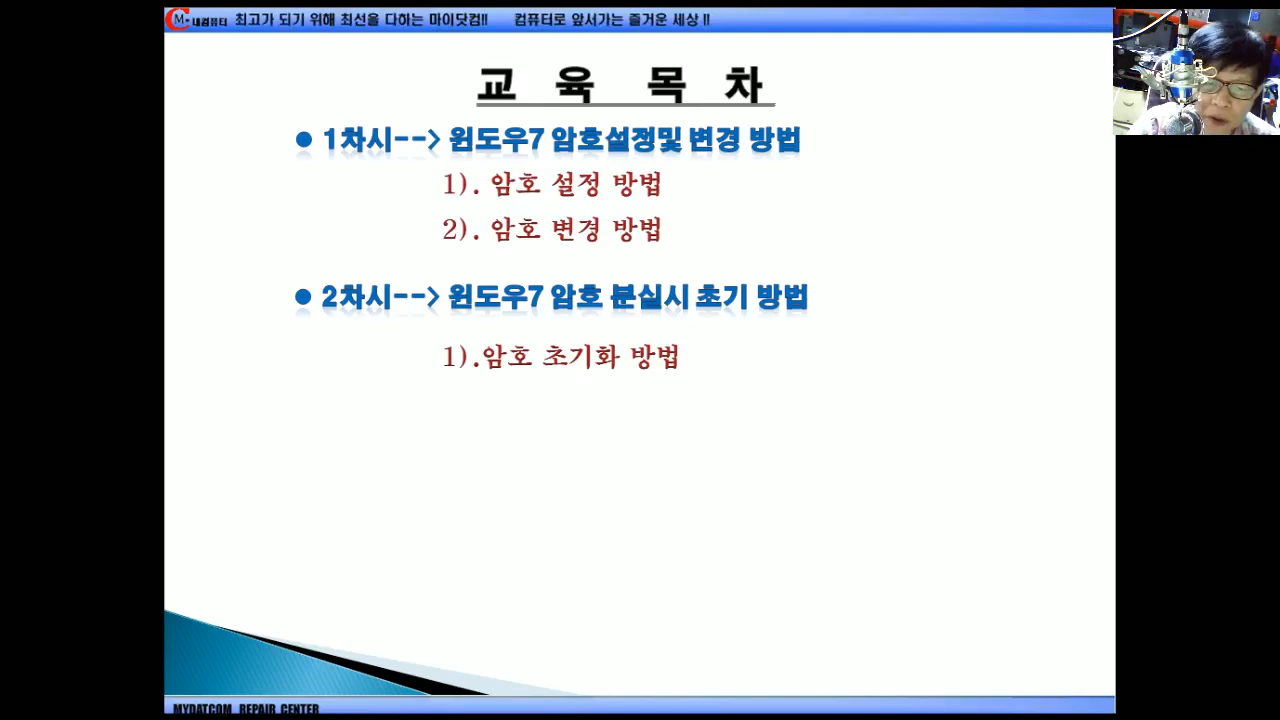 CM-내컴퓨터 최고가 되기 위해 최선을 다하는 마이닷컴!! 컴퓨터로 앞서가는 즐거운 세상 !!
교 육 목 차
● 1차시--> 윈도우7 암호설정및 변경 방법
1). 암호 설정 방법
2). 암호 변경 방법
● 2차시--> 윈도우7 암호 분실시 초기 방법
1).암호 초기화 방법
MYDATCOM REPAIR CENTER